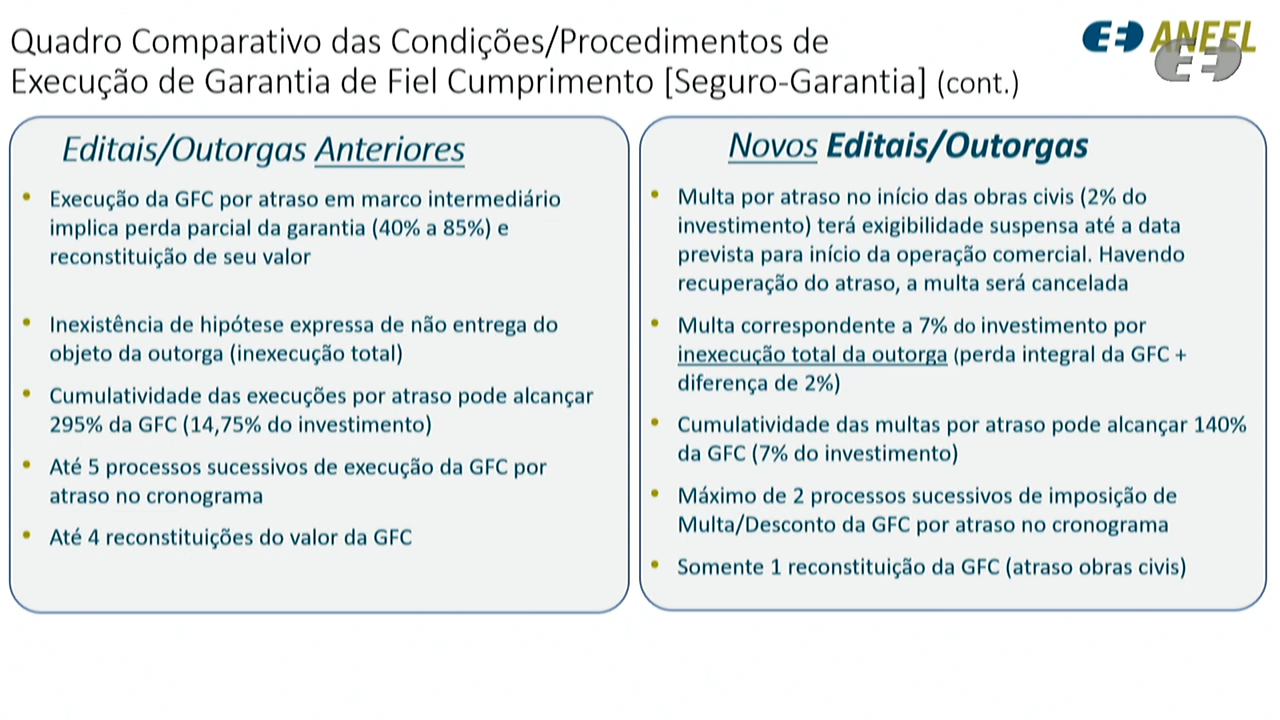 Quadro Comparativo das Condições/Procedimentos de
Execução de Garantia de Fiel Cumprimento [Seguro-Garantia] (cont.)
ANEEL
Editais/Outorgas Anteriores
• Execução da GFC por atraso em marco intermediário
implica perda parcial da garantia (40% a 85%) e
reconstituição de seu valor
• Inexistência de hipótese expressa de não entrega do
objeto da outorga (inexecução total)
• Cumulatividade das execuções por atraso pode alcançar
295% da GFC (14,75% do investimento)
• Até 5 processos sucessivos de execução da GFC por
atraso no cronograma
• Até 4 reconstituições do valor da GFC
Novos Editais/Outorgas
• Multa por atraso no início das obras civis (2% do
investimento) terá exigibilidade suspensa até a data
prevista para início da operação comercial. Havendo
recuperação do atraso, a multa será cancelada
• Multa correspondente a 7% do investimento por
inexecução total da outorga (perda integral da GFC +
diferença de 2%)
• Cumulatividade das multas por atraso pode alcançar 140%
da GFC (7% do investimento)
• Máximo de 2 processos sucessivos de imposição de
Multa/Desconto da GFC por atraso no cronograma
• Somente 1 reconstituição da GFC (atraso obras civis)